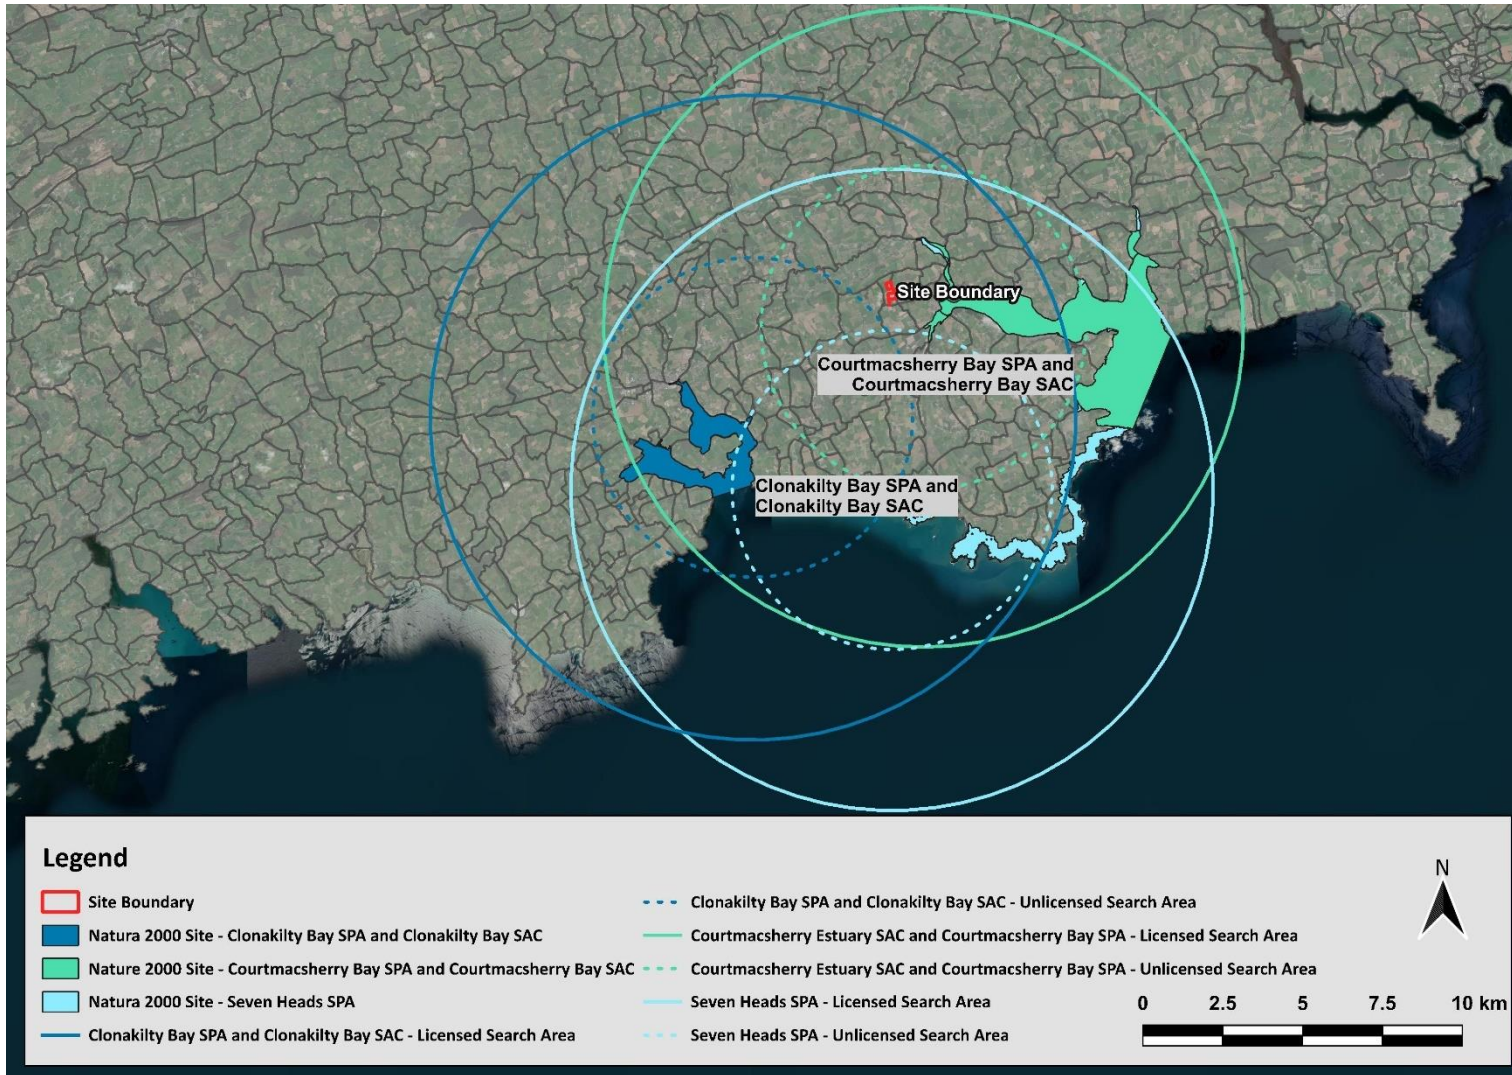 Site Boundary
Courtmacsherry Bay SPA and
Courtmacsherry Bay SAC
Clonakilty Bay SPA and
Clonakilty Bay SAC
Legend
Site Boundary
Natura 2000 Site - Clonakilty Bay SPA and Clonakilty Bay SAC
Nature 2000 Site - Courtmacsherry Bay SPA and Courtmacsherry Bay SAC
Natura 2000 Site - Seven Heads SPA
Clonakilty Bay SPA and Clonakilty Bay SAC - Licensed Search Area
Clonakilty Bay SPA and Clonakilty Bay SAC - Unlicensed Search Area
Courtmacsherry Estuary SAC and Courtmacsherry Bay SPA - Licensed Search Area
Courtmacsherry Estuary SAC and Courtmacsherry Bay SPA - Unlicensed Search Area
Seven Heads SPA - Licensed Search Area
Seven Heads SPA - Unlicensed Search Area
N
0 2.5 5 7.5 10 km